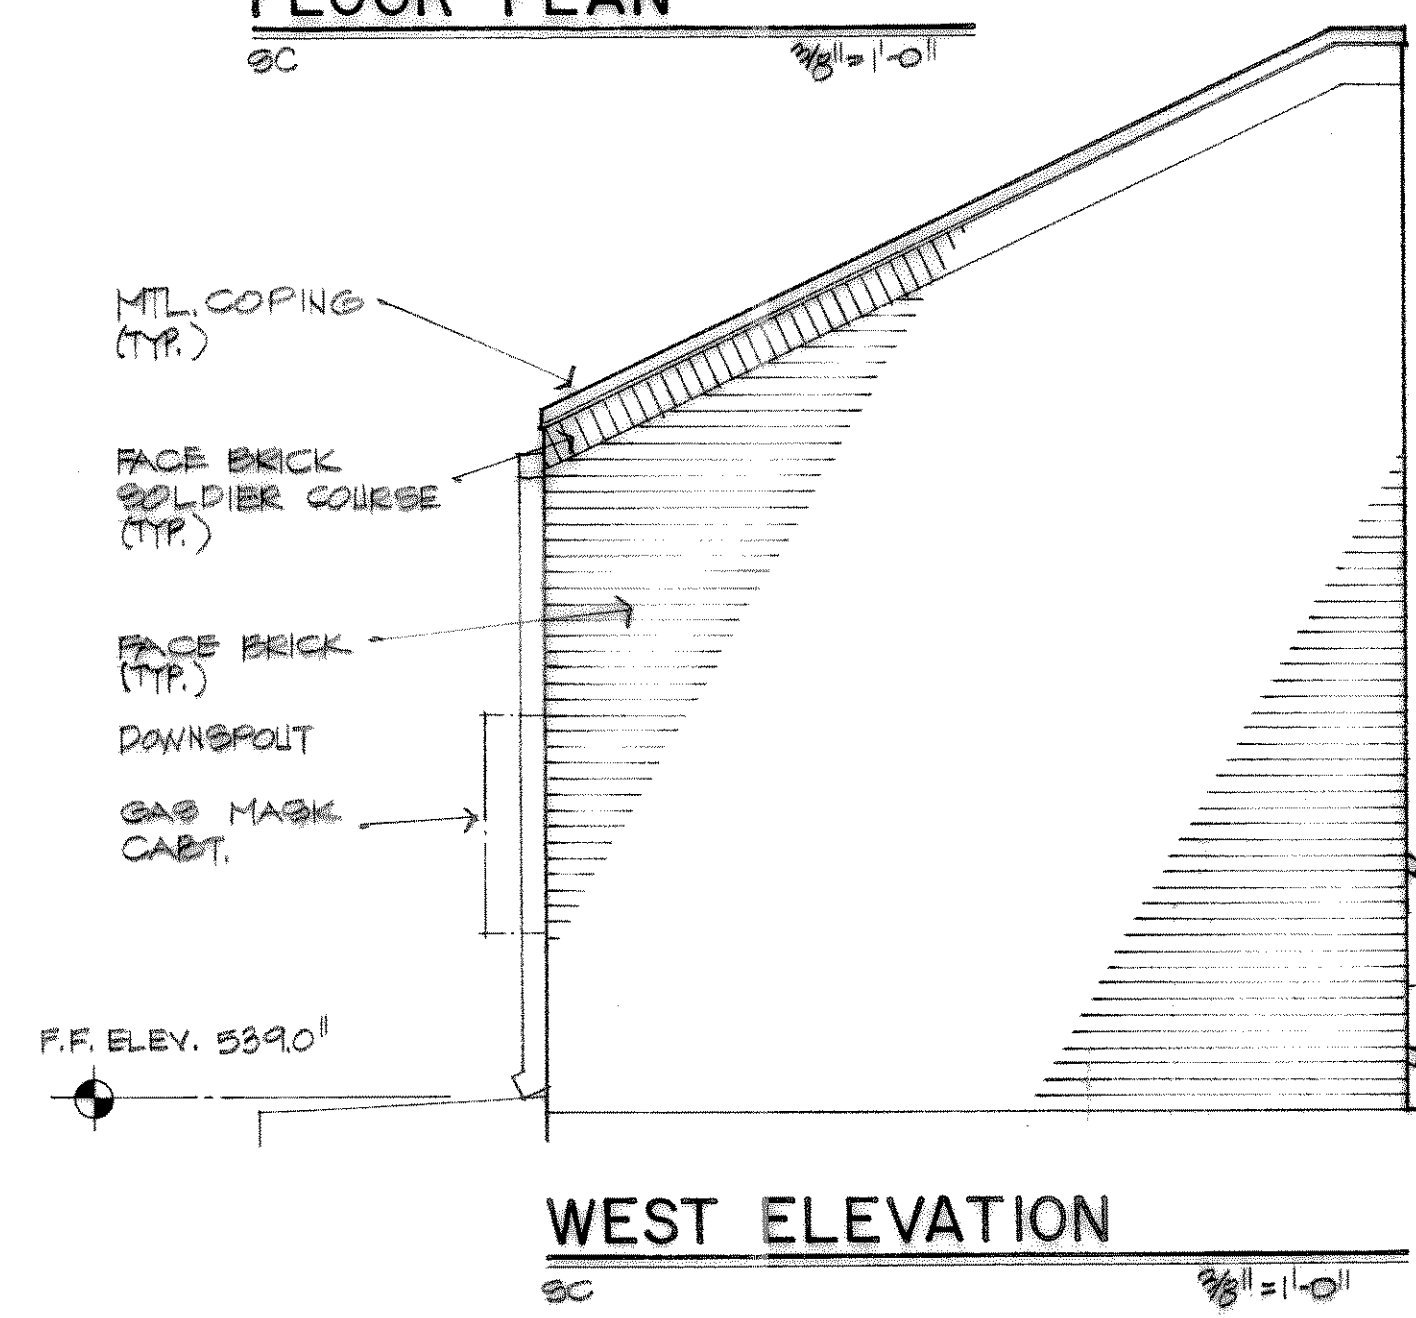 FLOOR PLAN
SC 3/8"=1'-0"
MTL. COPING
(TYP.)
FACE BRICK
SOLDIER COURSE
(TYP.)
FACE BRICK
(TYP.)
DOWNSPOUT
GAS MASK
CABT.
F.F. ELEV. 539.0"
WEST ELEVATION
SC 3/8"=1'-0"